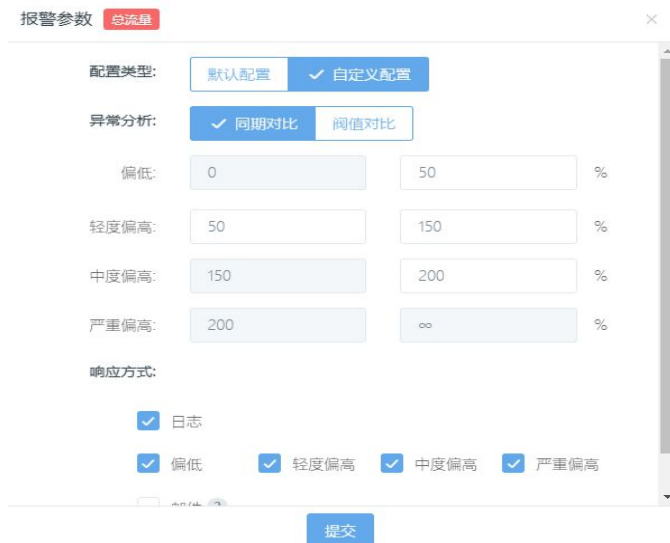 报警参数 总流量 ×
配置类型: 默认配置 自定义配置
异常分析: 同期对比 阀值对比
偏低: 0 50 %
轻度偏高: 50 150 %
中度偏高: 150 200 %
严重偏高: 200 ∞ %
响应方式:
日志
偏低 轻度偏高 中度偏高 严重偏高
提交